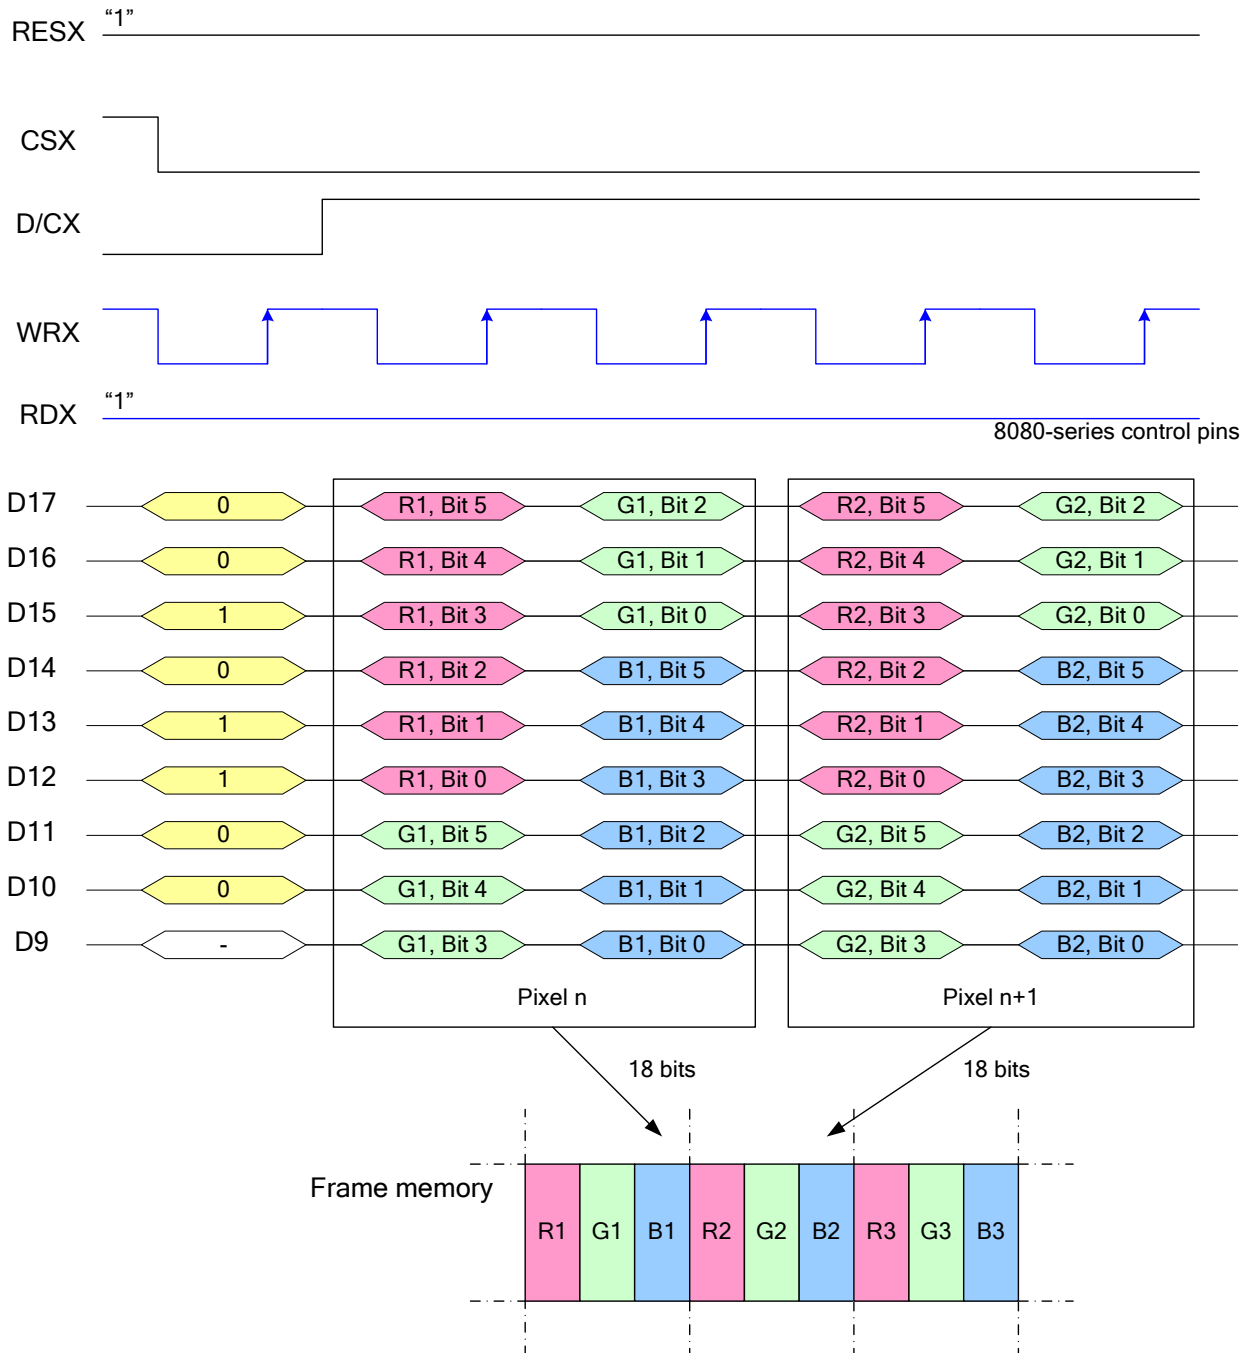 RESX “1”
CSX
D/CX
WRX
RDX “1”
8080-series control pins
D17 0 R1, Bit 5 G1, Bit 2 R2, Bit 5 G2, Bit 2
D16 0 R1, Bit 4 G1, Bit 1 R2, Bit 4 G2, Bit 1
D15 1 R1, Bit 3 G1, Bit 0 R2, Bit 3 G2, Bit 0
D14 0 R1, Bit 2 B1, Bit 5 R2, Bit 2 B2, Bit 5
D13 1 R1, Bit 1 B1, Bit 4 R2, Bit 1 B2, Bit 4
D12 1 R1, Bit 0 B1, Bit 3 R2, Bit 0 B2, Bit 3
D11 0 G1, Bit 5 B1, Bit 2 G2, Bit 5 B2, Bit 2
D10 0 G1, Bit 4 B1, Bit 1 G2, Bit 4 B2, Bit 1
D9 - G1, Bit 3 B1, Bit 0 G2, Bit 3 B2, Bit 0
Pixel n Pixel n+1
18 bits 18 bits
Frame memory
R1 G1 B1 R2 G2 B2 R3 G3 B3